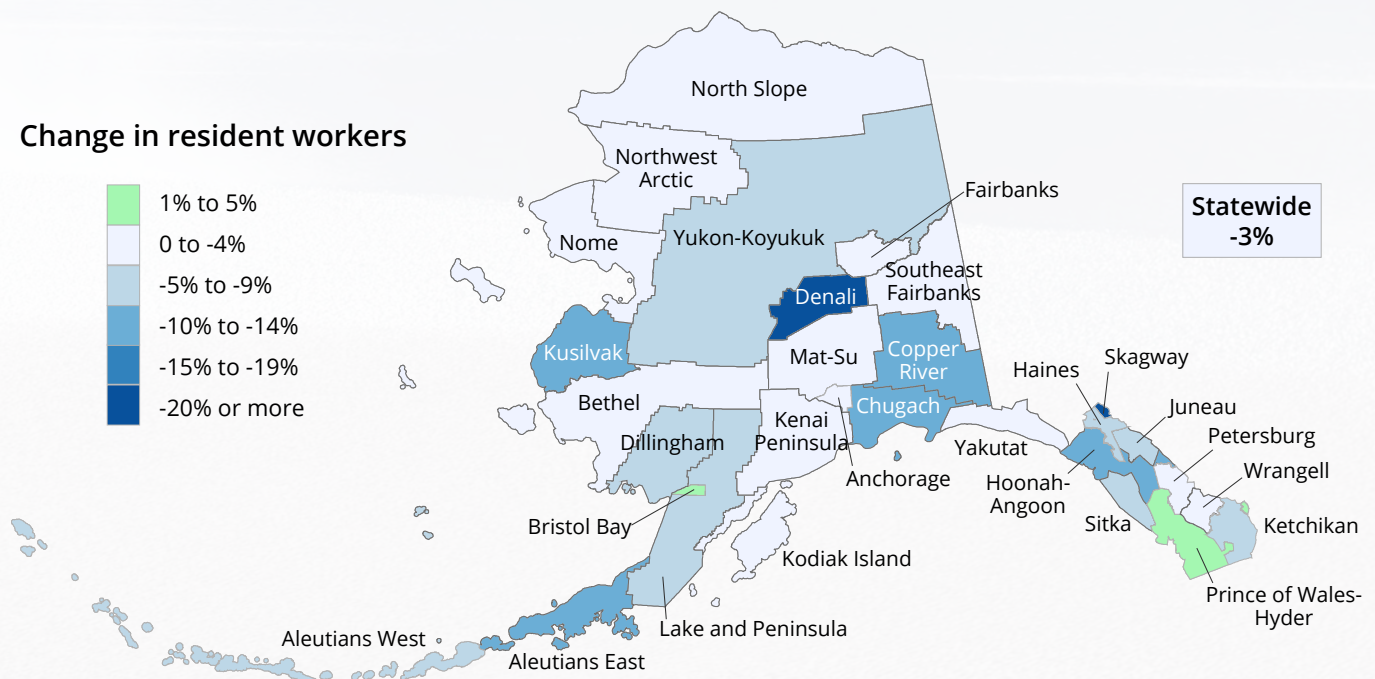 Change in resident workers
1% to 5%
0 to -4%
-5% to -9%
-10% to -14%
-15% to -19%
-20% or more
Statewide
-3%
North Slope
Northwest
Arctic
Nome
Yukon-Koyukuk
Fairbanks
Southeast
Fairbanks
Denali
Kusilvak
Mat-Su
Copper
River
Bethel
Chugach
Dillingham
Kenai
Peninsula
Anchorage
Yakutat
Haines
Skagway
Juneau
Petersburg
Wrangell
Hoonah-
Angoon
Sitka
Ketchikan
Prince of Wales-
Hyder
Bristol Bay
Kodiak Island
Lake and Peninsula
Aleutians West
Aleutians East